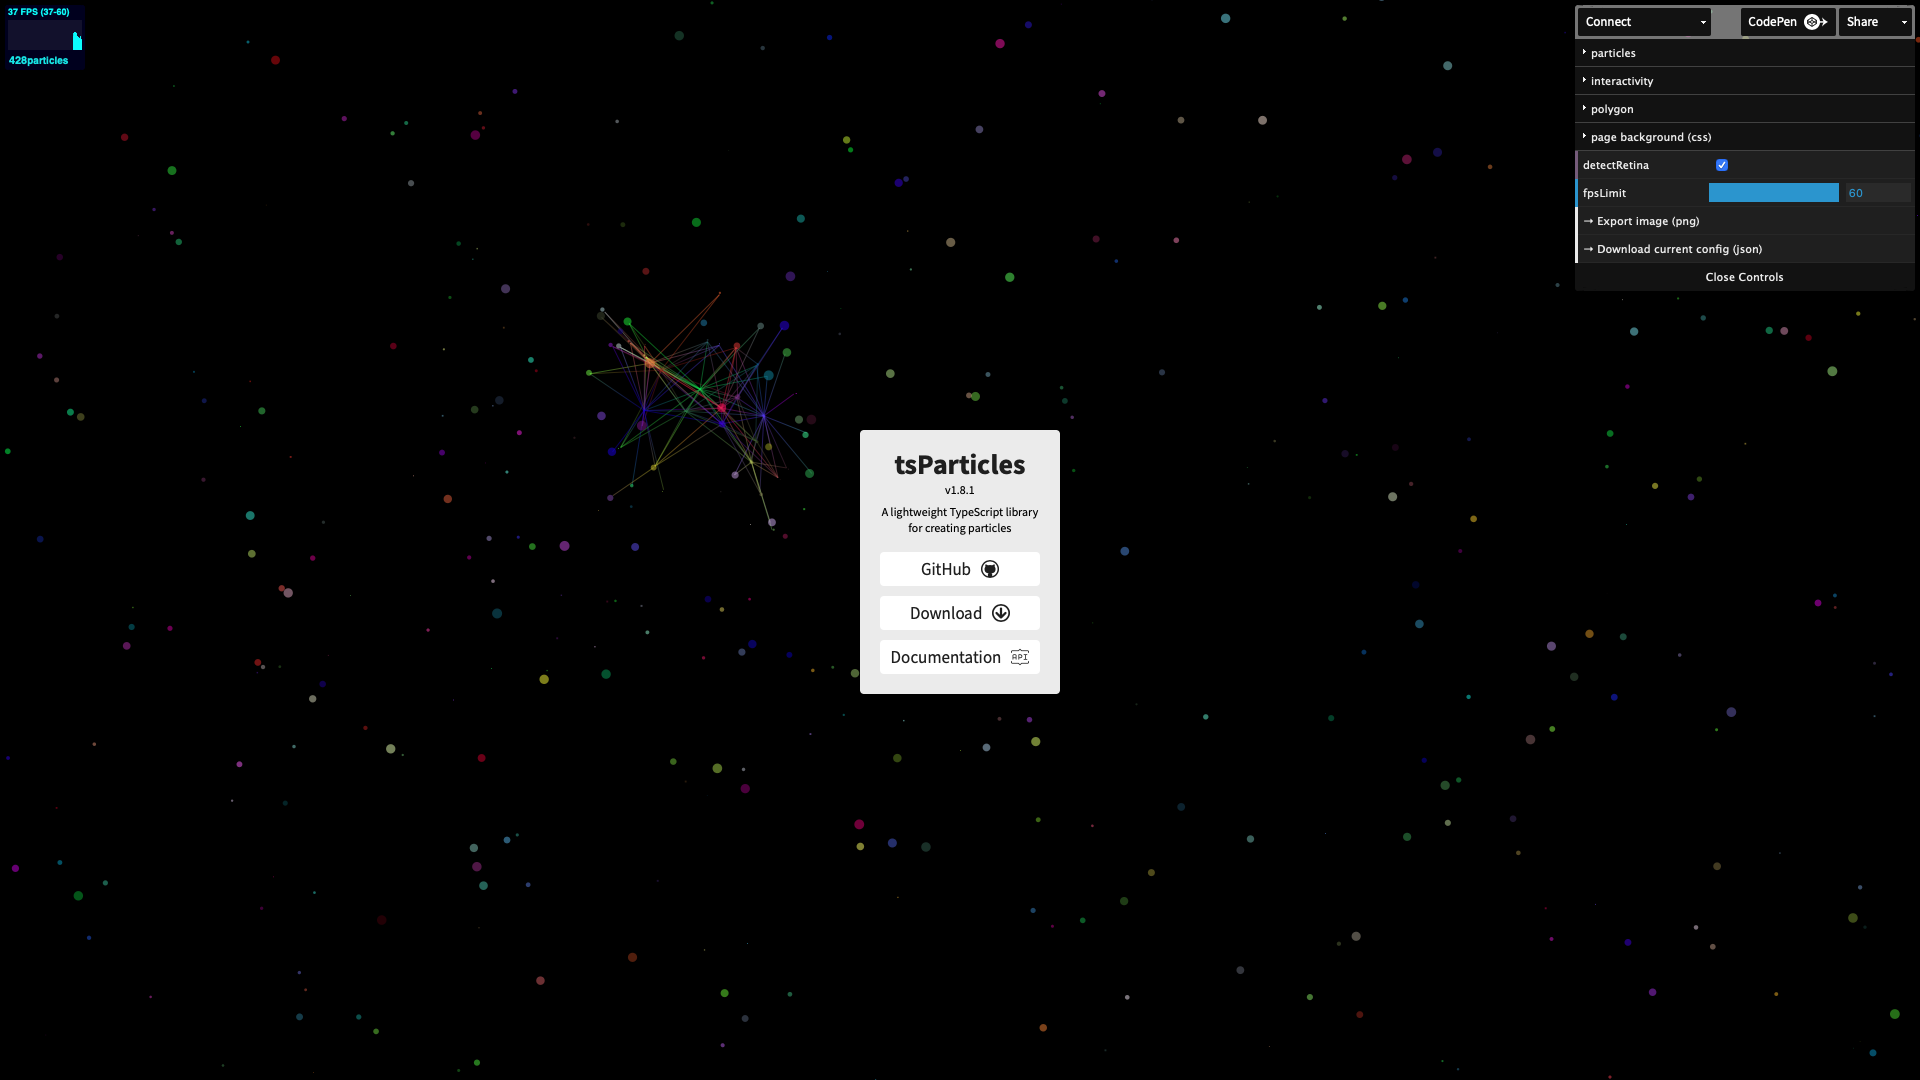 37 FPS (37-60)
428particles
Connect
CodePen
Share
particles
interactivity
polygon
page background (css)
detectRetina
fpsLimit
60
→ Export image (png)
→ Download current config (json)
Close Controls
tsParticles
v1.8.1
A lightweight TypeScript library
for creating particles
GitHub
Download
Documentation
API